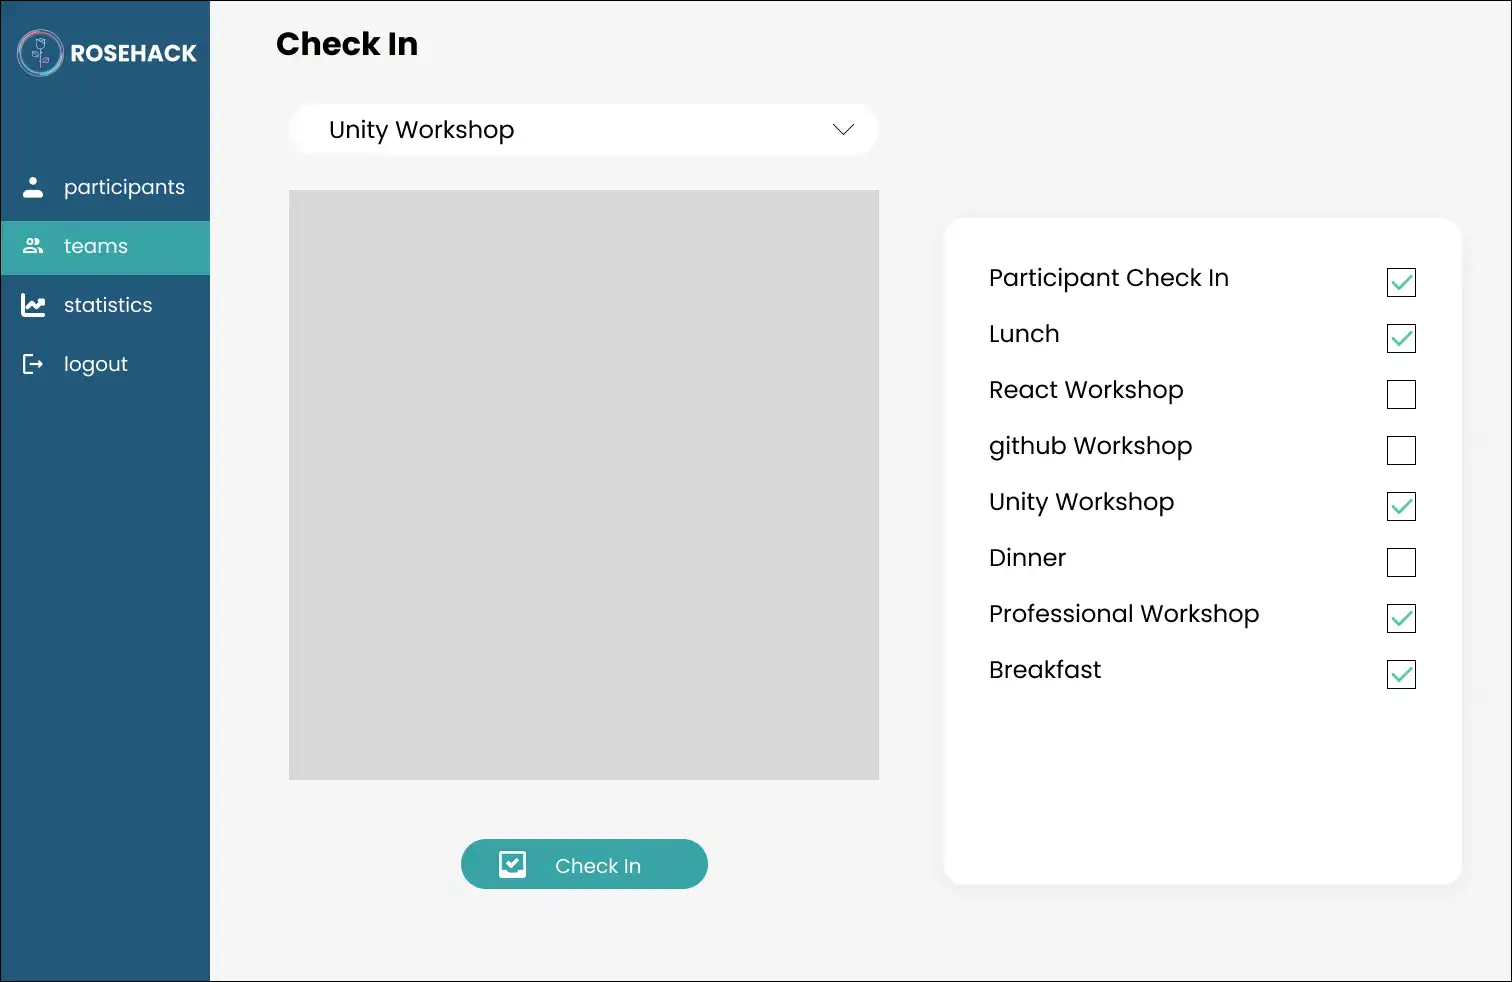 ROSEHACK
participants
teams
statistics
logout
Check In
Unity Workshop
Check In
Participant Check In
Lunch
React Workshop
github Workshop
Unity Workshop
Dinner
Professional Workshop
Breakfast